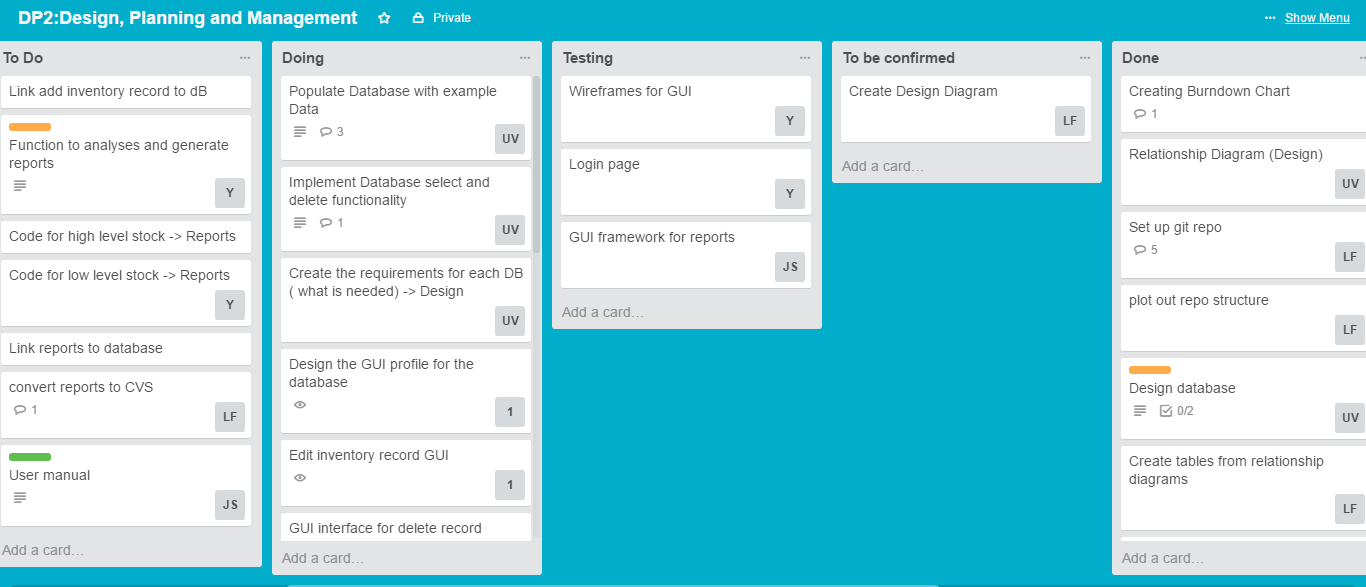 DP2:Design, Planning and Management
Private
··· Show Menu
To Do
Link add inventory record to dB
Function to analyses and generate
reports
Y
Code for high level stock -> Reports
Code for low level stock -> Reports
Y
Link reports to database
convert reports to CVS
1
LF
User manual
JS
Add a card…
Doing
Populate Database with example
Data
3
UV
Implement Database select and
delete functionality
1
UV
Create the requirements for each DB
( what is needed) -> Design
UV
Design the GUI profile for the
database
1
Edit inventory record GUI
1
GUI interface for delete record
Add a card…
Testing
Wireframes for GUI
Y
Login page
Y
GUI framework for reports
JS
Add a card…
To be confirmed
Create Design Diagram
LF
Add a card…
Done
Creating Burndown Chart
1
Relationship Diagram (Design)
UV
Set up git repo
5
LF
plot out repo structure
LF
Design database
0/2
UV
Create tables from relationship
diagrams
LF
Add a card…